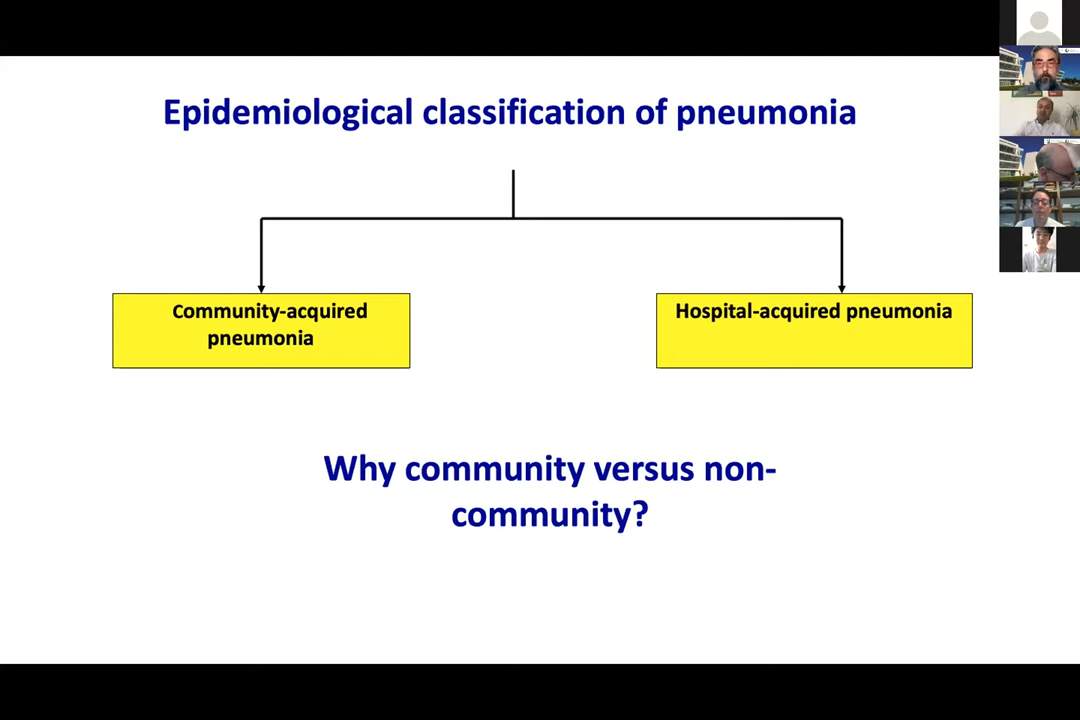 Epidemiological classification of pneumonia
Community-acquired
pneumonia
Hospital-acquired pneumonia
Why community versus non-
community?